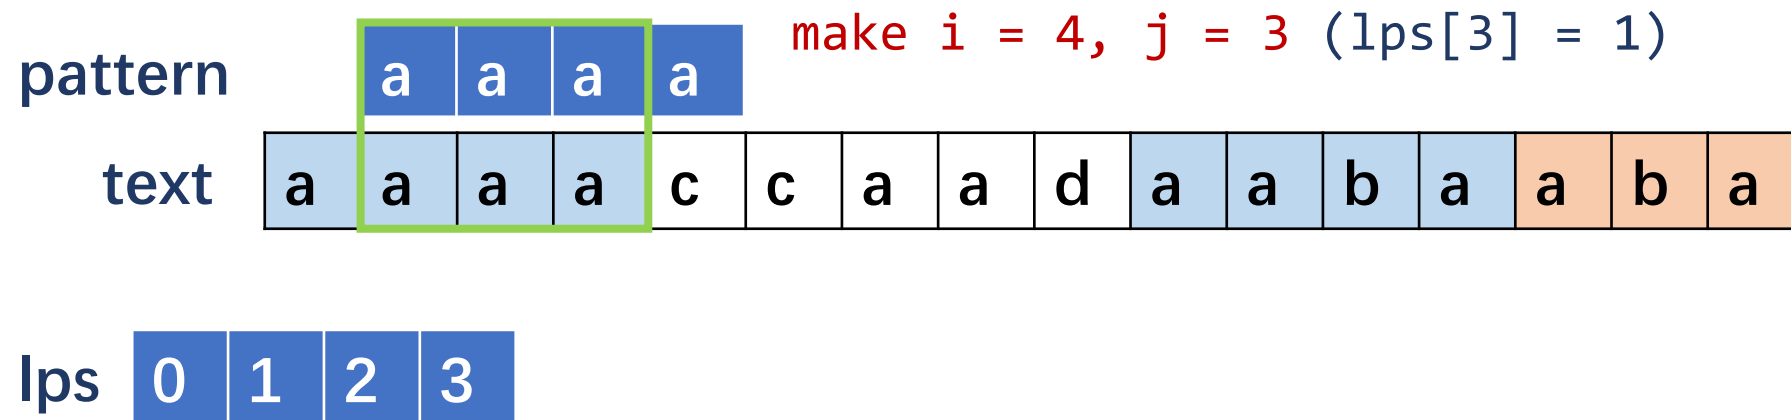 make i = 4, j = 3 (lps[3] = 1)
pattern a a a a
text a a a a c c a a d a a b a a b a
lps 0 1 2 3